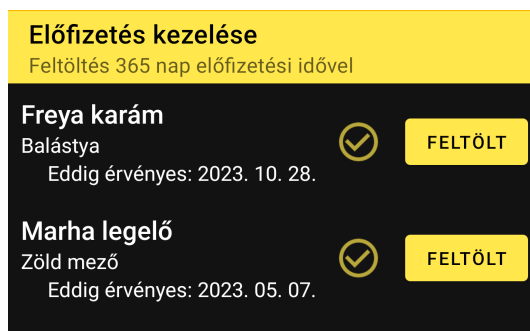 Előfizetés kezelése
Feltöltés 365 nap előfizetési idővel
Freya karám
Balástya
Eddig érvényes: 2023. 10. 28.
FELTÖLT
Marha legelő
Zöld mező
Eddig érvényes: 2023. 05. 07.
FELTÖLT